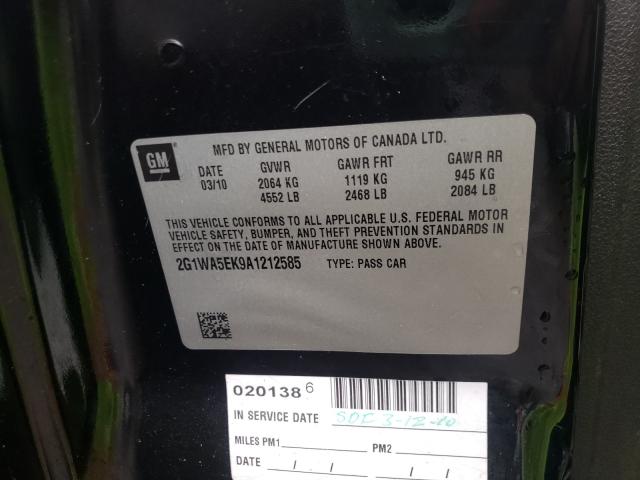 GM
MFD BY GENERAL MOTORS OF CANADA LTD.
DATE GVWR GAWR FRT GAWR RR
03/10 2064 KG 1119 KG 945 KG
4552 LB 2468 LB 2084 LB
THIS VEHICLE CONFORMS TO ALL APPLICABLE U.S. FEDERAL MOTOR
VEHICLE SAFETY, BUMPER, AND THEFT PREVENTION STANDARDS IN
EFFECT ON THE DATE OF MANUFACTURE SHOWN ABOVE.
2G1WA5EK9A1212585 TYPE: PASS CAR
020138 6
IN SERVICE DATE 3-12-10
MILES PM1 PM2
DATE / / / /